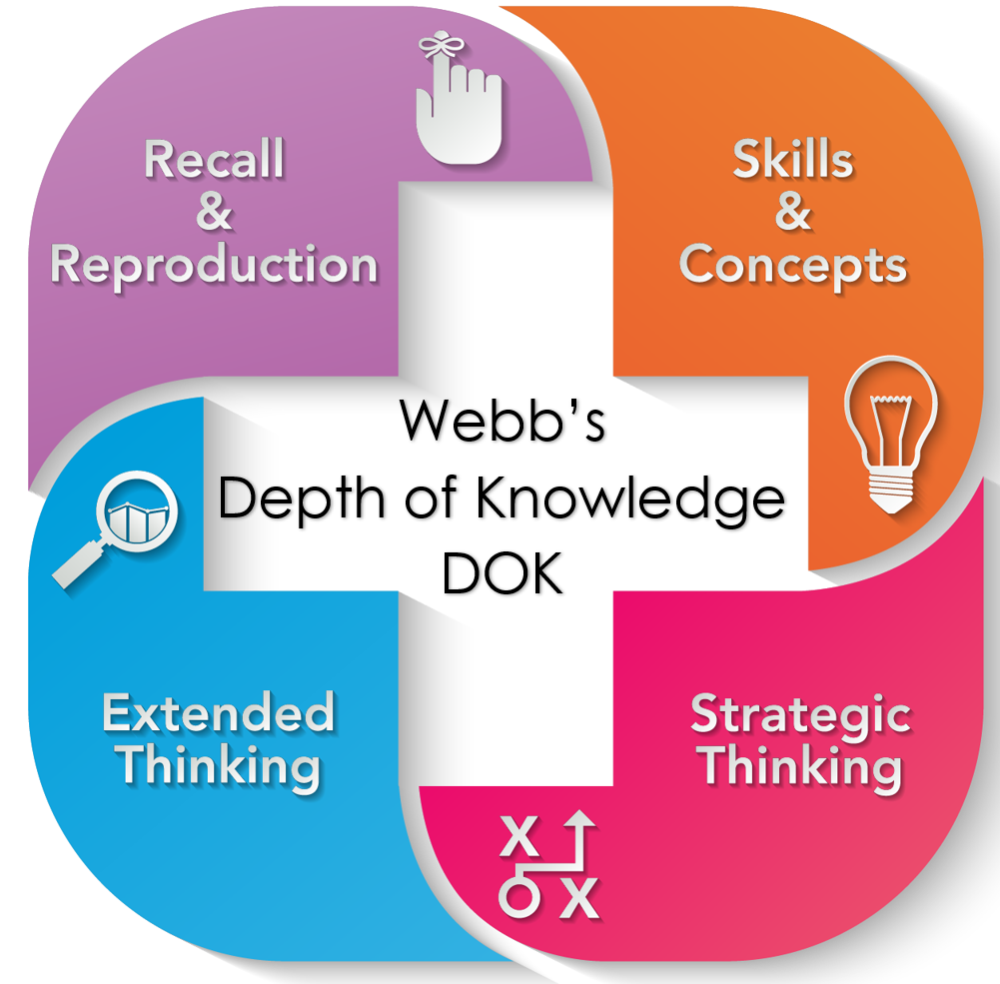 Recall
&
Reproduction
Skills
&
Concepts
Webb’s
Depth of Knowledge
DOK
Extended
Thinking
Strategic
Thinking
X
O X